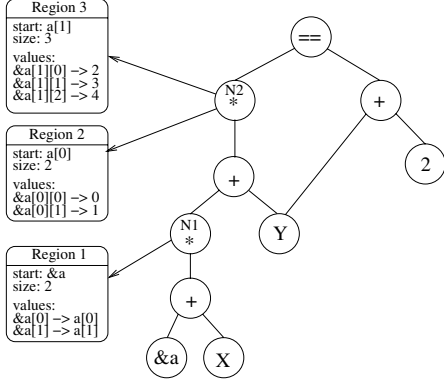 Region 3
start: a[1]
size: 3
values:
&a[1][0] −> 2
&a[1][1] −> 3
&a[1][2] −> 4
Region 2
start: a[0]
size: 2
values:
&a[0][0] −> 0
&a[0][1] −> 1
Region 1
start: &a
size: 2
values:
&a[0] −> a[0]
&a[1] −> a[1]
==
N2
*
+
2
+
N1
*
Y
+
&a
X